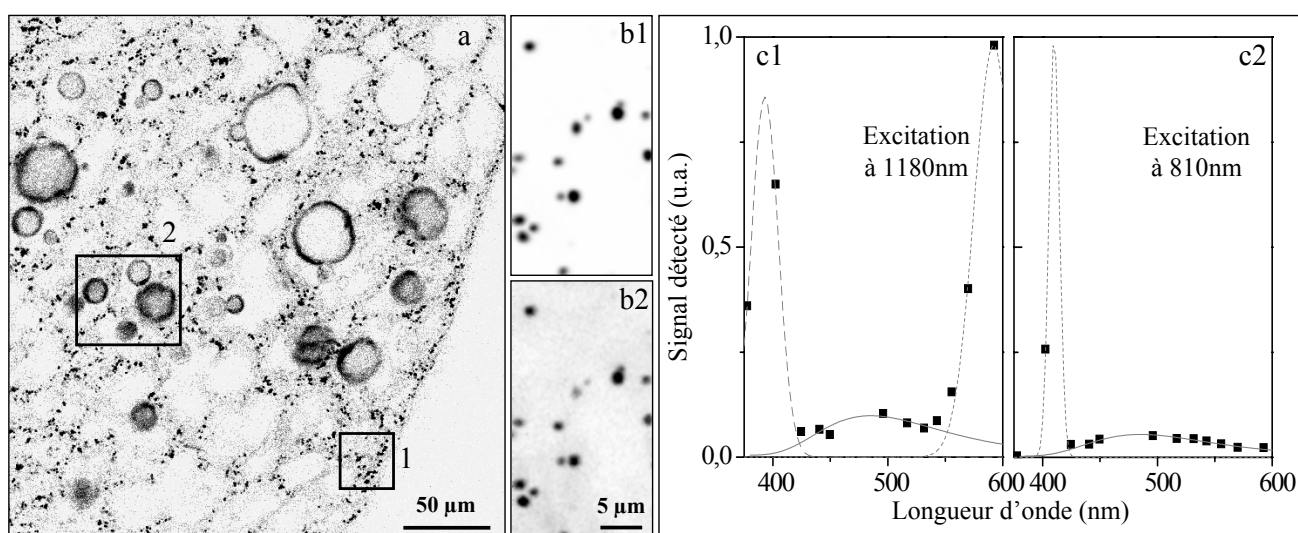 a
2
1
50 µm
b1
b2
5 µm
Signal détecté (u.a.)
1,0
0,5
0,0
c1
Excitation
à 1180nm
c2
Excitation
à 810nm
400
500
600
400
500
600
Longueur d'onde (nm)